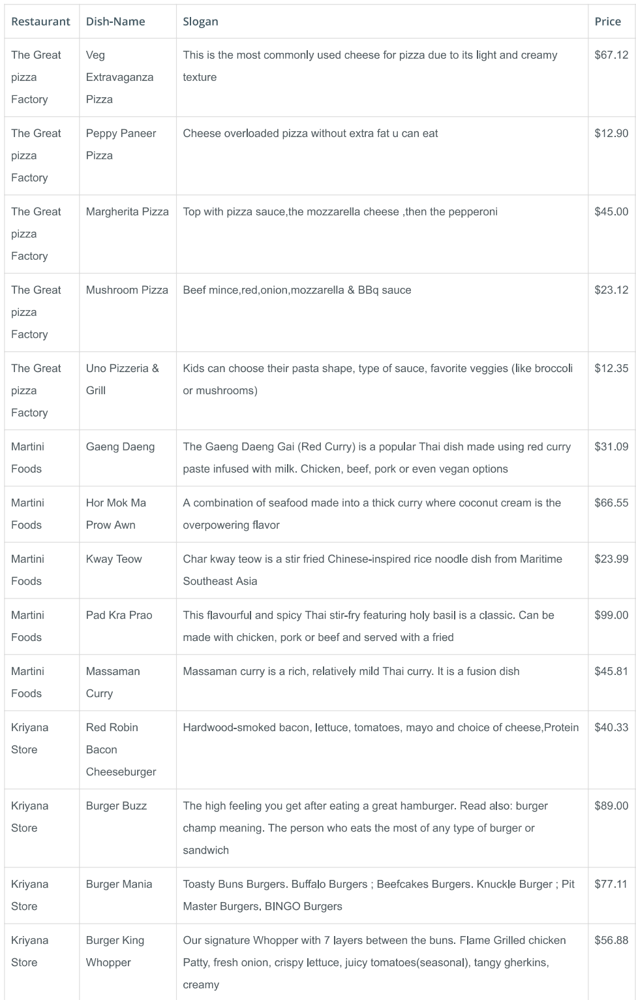 Restaurant Dish-Name Slogan Price
The Great Veg This is the most commonly used cheese for pizza due to its light and creamy $67.12
pizza Extravaganza texture
Factory Pizza
The Great Peppy Paneer Cheese overloaded pizza without extra fat u can eat $12.90
pizza Pizza
Factory
The Great Margherita Pizza Top with pizza sauce,the mozzarella cheese ,then the pepperoni $45.00
pizza
Factory
The Great Mushroom Pizza Beef mince,red,onion,mozzarella & BBq sauce $23.12
pizza
Factory
The Great Uno Pizzeria & Kids can choose their pasta shape, type of sauce, favorite veggies (like broccoli $12.35
pizza Grill or mushrooms)
Factory
Martini Gaeng Daeng The Gaeng Daeng Gai (Red Curry) is a popular Thai dish made using red curry $31.09
Foods paste infused with milk. Chicken, beef, pork or even vegan options
Martini Hor Mok Ma A combination of seafood made into a thick curry where coconut cream is the $66.55
Foods Prow Awn overpowering flavor
Martini Kway Teow Char kway teow is a stir fried Chinese-inspired rice noodle dish from Maritime $23.99
Foods Southeast Asia
Martini Pad Kra Prao This flavourful and spicy Thai stir-fry featuring holy basil is a classic. Can be $99.00
Foods made with chicken, pork or beef and served with a fried
Martini Massaman Massaman curry is a rich, relatively mild Thai curry. It is a fusion dish $45.81
Foods Curry
Kriyana Red Robin Hardwood-smoked bacon, lettuce, tomatoes, mayo and choice of cheese,Protein $40.33
Store Bacon
Cheeseburger
Kriyana Burger Buzz The high feeling you get after eating a great hamburger. Read also: burger $89.00
Store champ meaning. The person who eats the most of any type of burger or
sandwich
Kriyana Burger Mania Toasty Buns Burgers. Buffalo Burgers ; Beefcakes Burgers. Knuckle Burger ; Pit $77.11
Store Master Burgers. BINGO Burgers
Kriyana Burger King Our signature Whopper with 7 layers between the buns. Flame Grilled chicken $56.88
Store Whopper Patty, fresh onion, crispy lettuce, juicy tomatoes(seasonal), tangy gherkins,
creamy